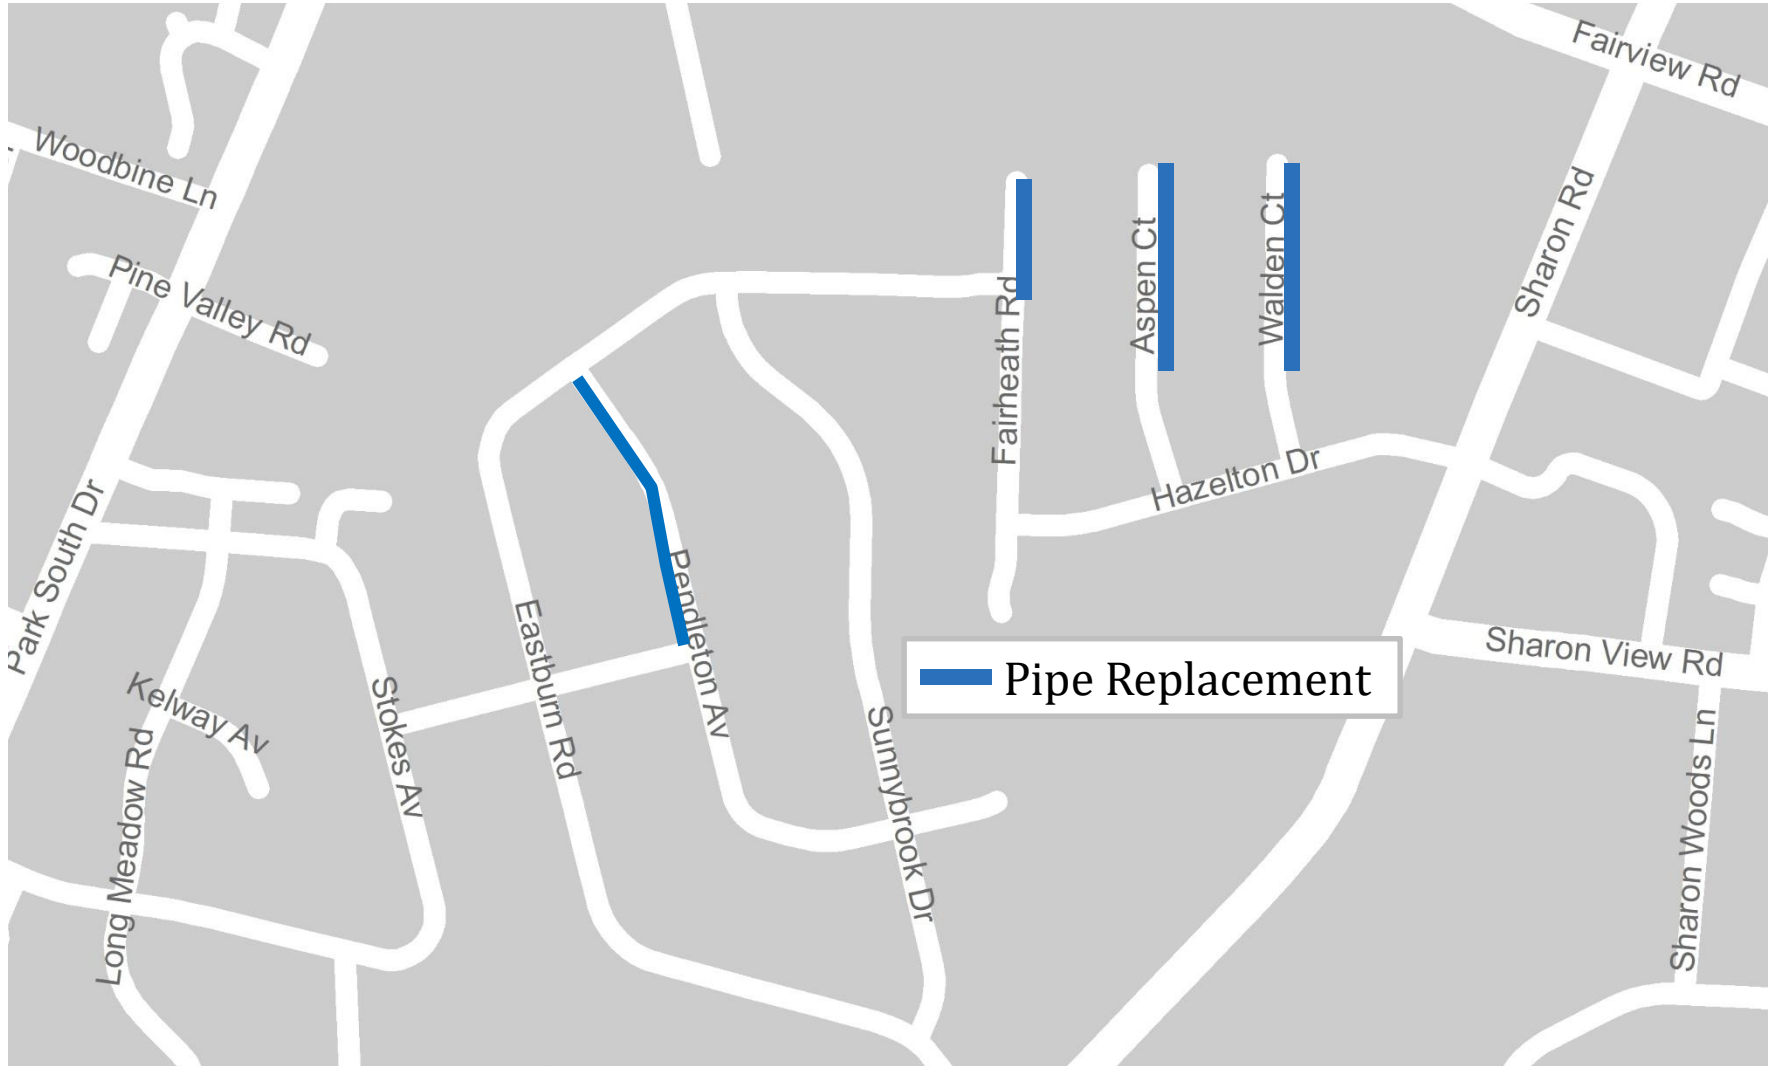 Fairview Rd
Woodbine Ln
Sharon Rd
Pine Valley Rd
Aspen Ct
Walden Ct
Fairheath Rd
Hazelton Dr
Park South Dr
Pendleton Av
Eastburn Rd
Sharon View Rd
Pipe Replacement
Kelway Av
Stokes Av
Sunnybrook Dr
Long Meadow Rd
Sharon Woods Ln